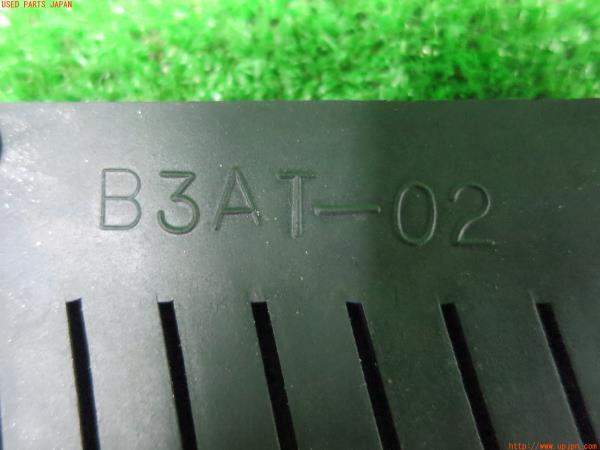 USED PARTS JAPAN
B3AT-02
http://www.upjpn.com/